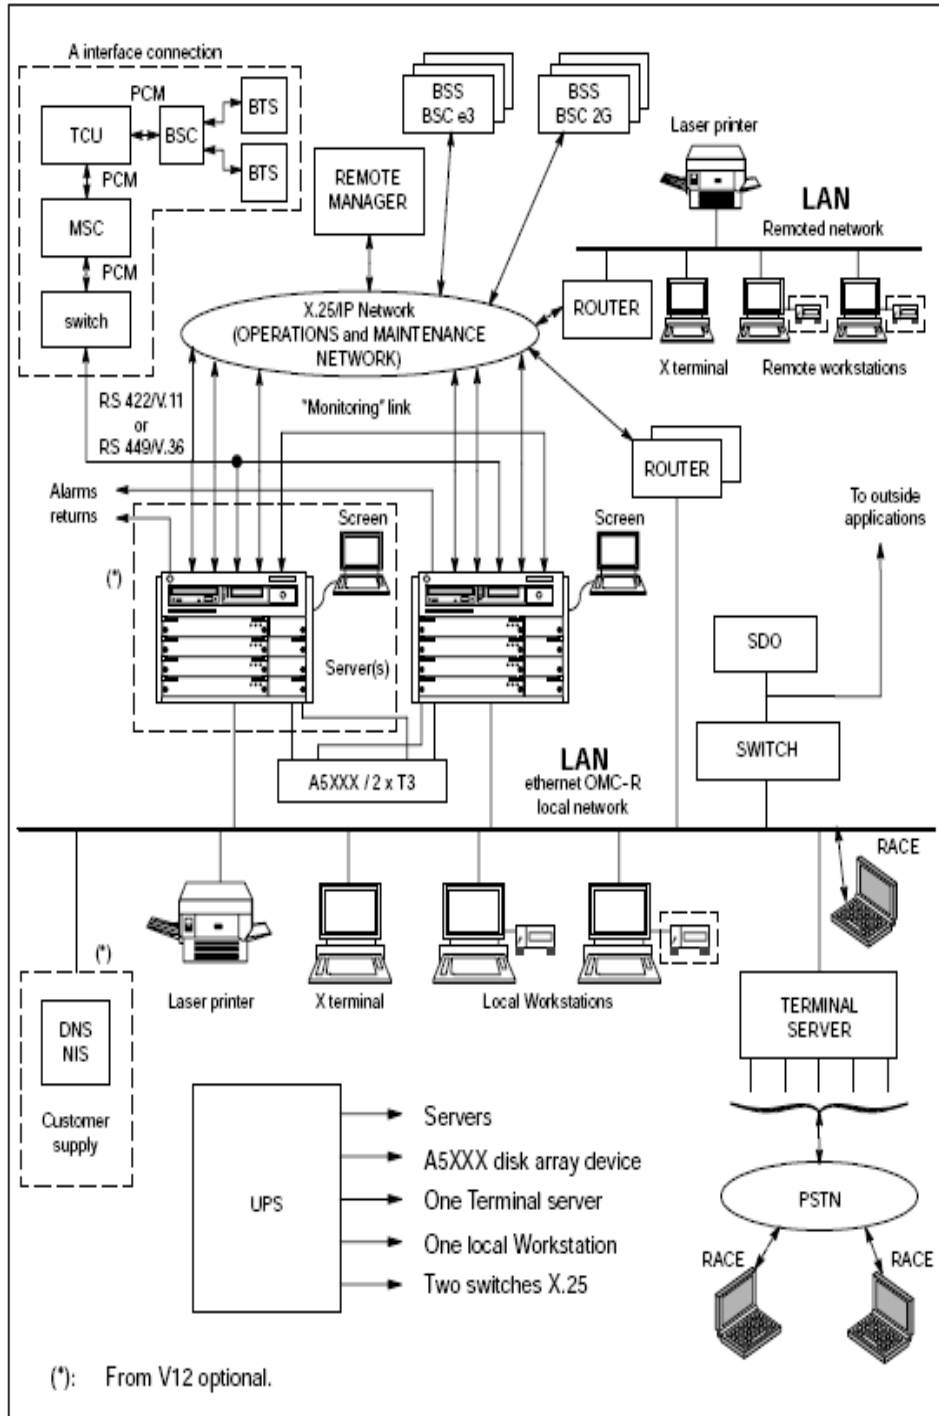 A interface connection
PCM
TCU
BSC
BTS
BTS
PCM
MSC
PCM
switch
BSS
BSC e3
BSS
BSC 2G
REMOTE
MANAGER
Laser printer
LAN
Remoted network
ROUTER
X terminal
Remote workstations
X.25/IP Network
(OPERATIONS and MAINTENANCE
NETWORK)
RS 422/V.11
or
RS 449/V.36
"Monitoring" link
ROUTER
Alarms
returns
To outside
applications
Screen
Screen
(*)
Server(s)
SDO
SWITCH
A5XXX / 2 x T3
LAN
ethernet OMC-R
local network
RACE
(*)
Laser printer
X terminal
Local Workstations
TERMINAL
SERVER
DNS
NIS
Customer
supply
UPS
Servers
A5XXX disk array device
One Terminal server
One local Workstation
Two switches X.25
PSTN
RACE
RACE
(*): From V12 optional.